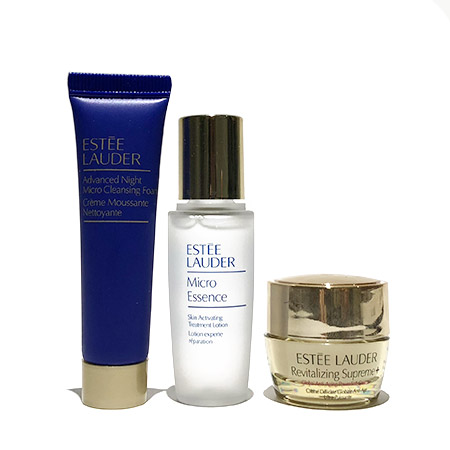 ESTĒE
LAUDER
Advanced Night
Micro Cleansing Foam
Crème Moussante
Nettoyante
ESTĒE
LAUDER
Micro
Essence
Skin Activating
Treatment Lotion
Lotion experte
réparation
ESTĒE LAUDER
Revitalizing Supreme+